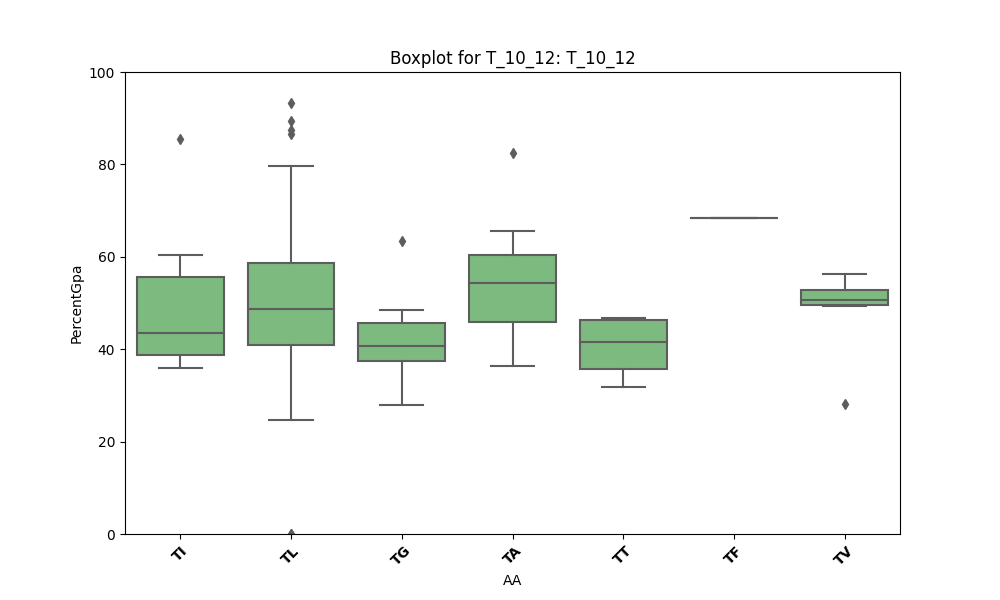 Boxplot for T_10_12: T_10_12
100
80
60
40
20
0
PercentGpa
TI
TL
TG
TA
TT
TF
TV
AA